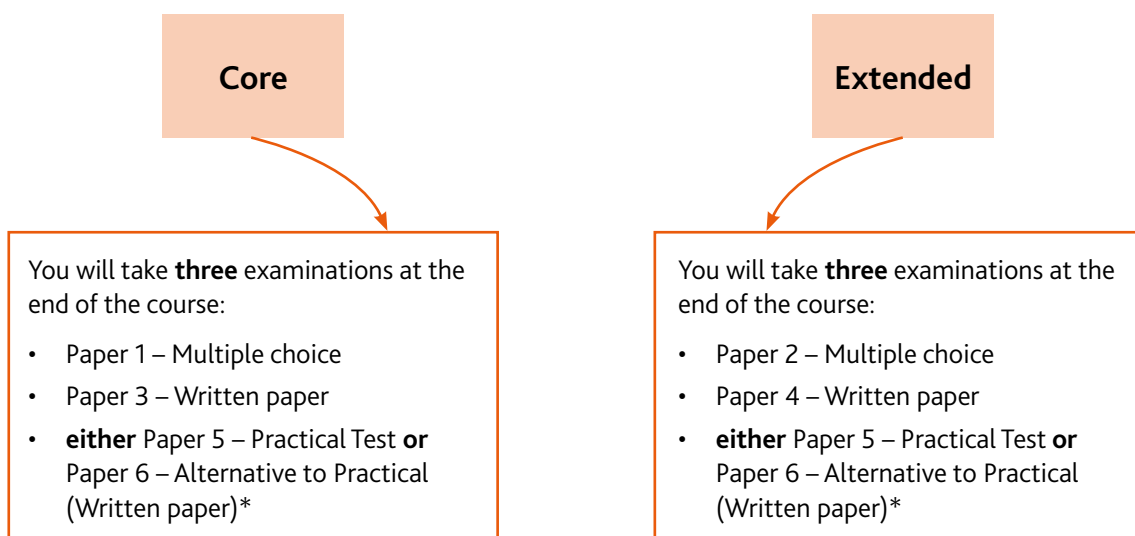 Core
You will take three examinations at the
end of the course:
• Paper 1 – Multiple choice
• Paper 3 – Written paper
• either Paper 5 – Practical Test or
Paper 6 – Alternative to Practical
(Written paper)*
Extended
You will take three examinations at the
end of the course:
• Paper 2 – Multiple choice
• Paper 4 – Written paper
• either Paper 5 – Practical Test or
Paper 6 – Alternative to Practical
(Written paper)*